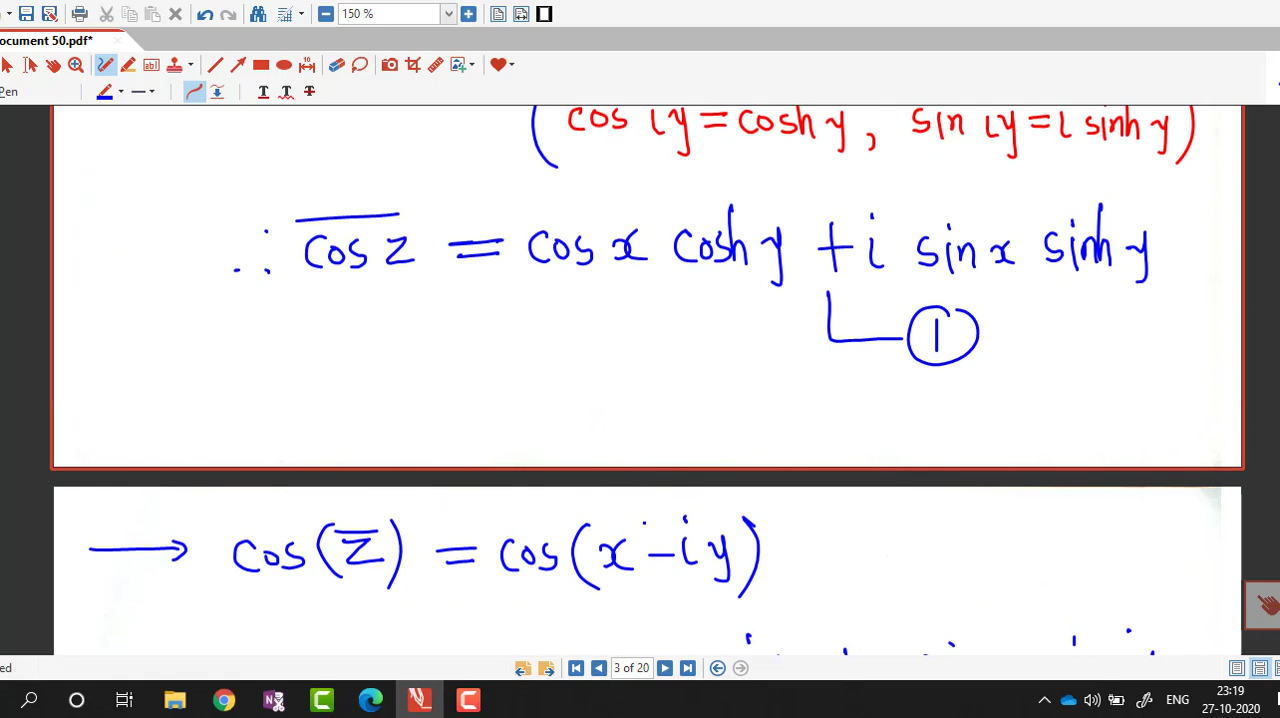 150 %
ocument 50.pdf*
Pen
(cos iy = cosh y, sin iy = i sinh y)
∴ \overline{cos z} = cos x cosh y + i sin x sinh y
①
⟶ cos(z̅) = cos(x - iy)
ed
3 of 20
ENG
23:19
27-10-2020